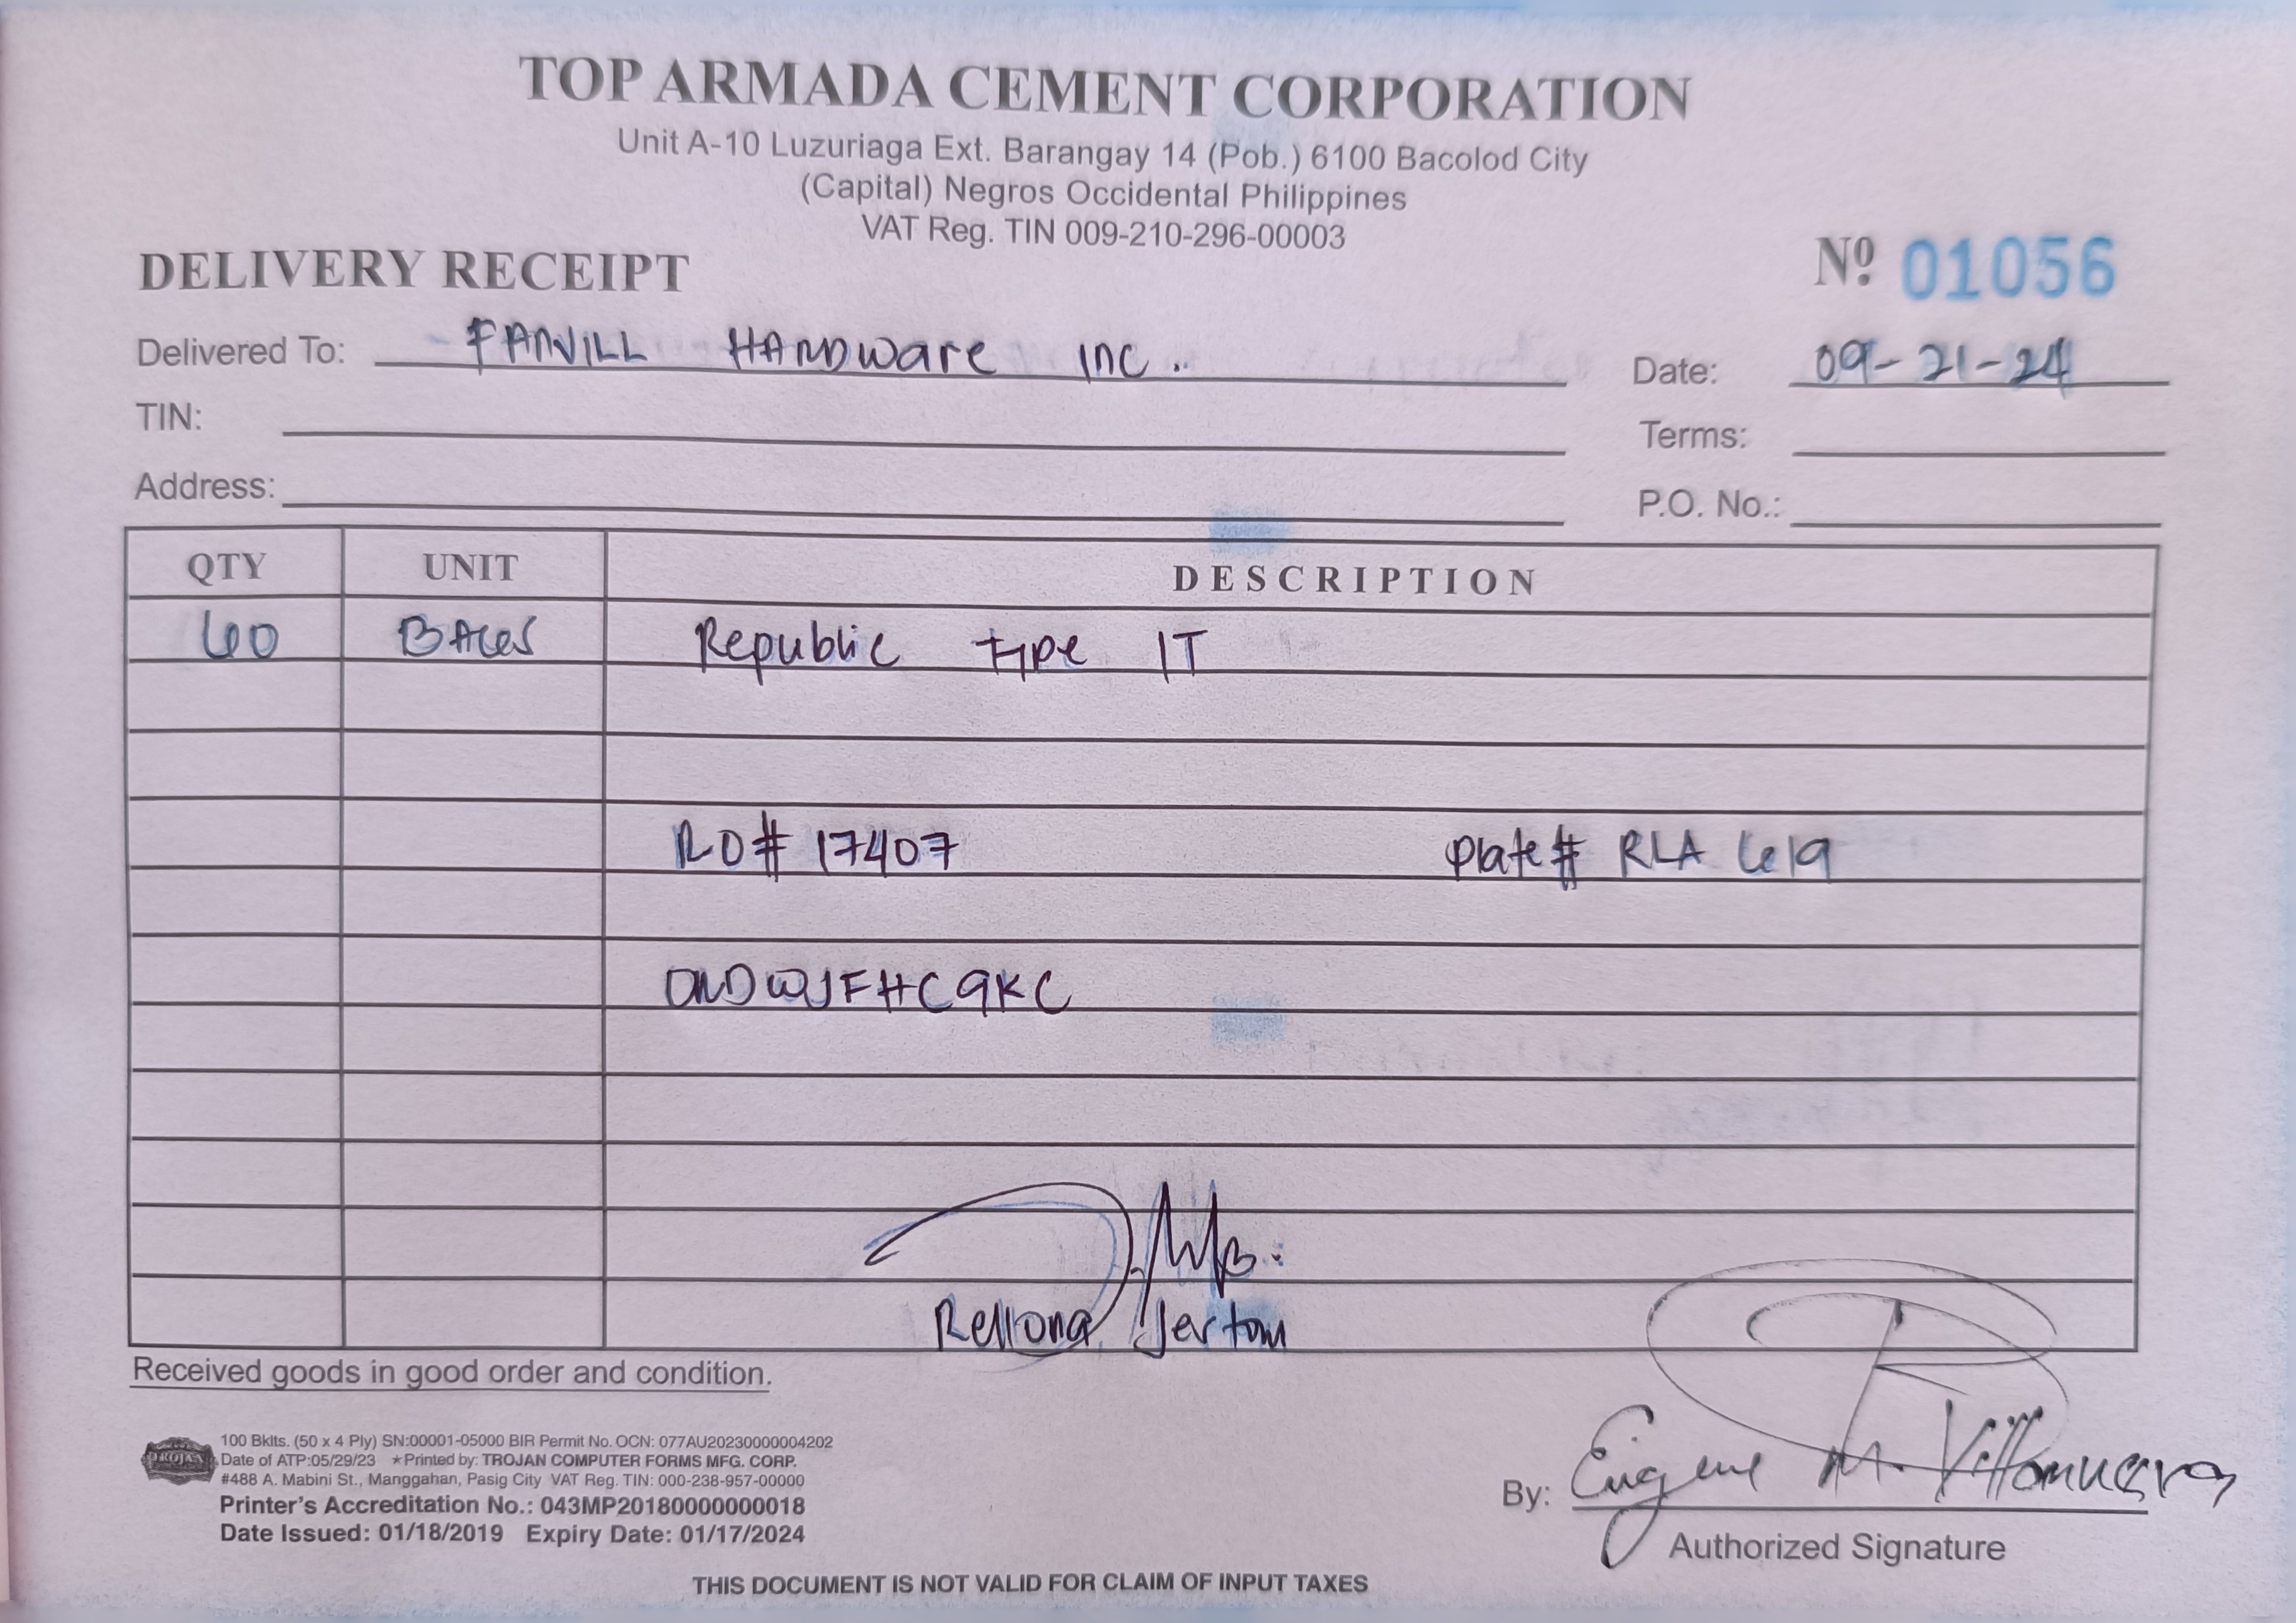 TOP ARMADA CEMENT CORPORATION
Unit A-10 Luzuriaga Ext. Barangay 14 (Pob.) 6100 Bacolod City
(Capital) Negros Occidental Philippines
VAT Reg. TIN 009-210-296-00003
DELIVERY RECEIPT Nº 01056
Delivered To: FANVILL HARDware Inc. Date: 09-21-24
TIN: Terms:
Address: P.O. No.:
QTY UNIT DESCRIPTION
60 BAGS Republic Type 1T
RO# 17407 Plate# RLA 619
Rellona Jertom
Received goods in good order and condition.
TROJAN
100 Bklts. (50 x 4 Ply) SN:00001-05000 BIR Permit No. OCN: 077AU20230000004202
Date of ATP:05/29/23 ★Printed by: TROJAN COMPUTER FORMS MFG. CORP.
#488 A. Mabini St., Manggahan, Pasig City VAT Reg. TIN: 000-238-957-00000
Printer's Accreditation No.: 043MP20180000000018
Date Issued: 01/18/2019 Expiry Date: 01/17/2024
By: Eugene M. Villanueva
Authorized Signature
THIS DOCUMENT IS NOT VALID FOR CLAIM OF INPUT TAXES